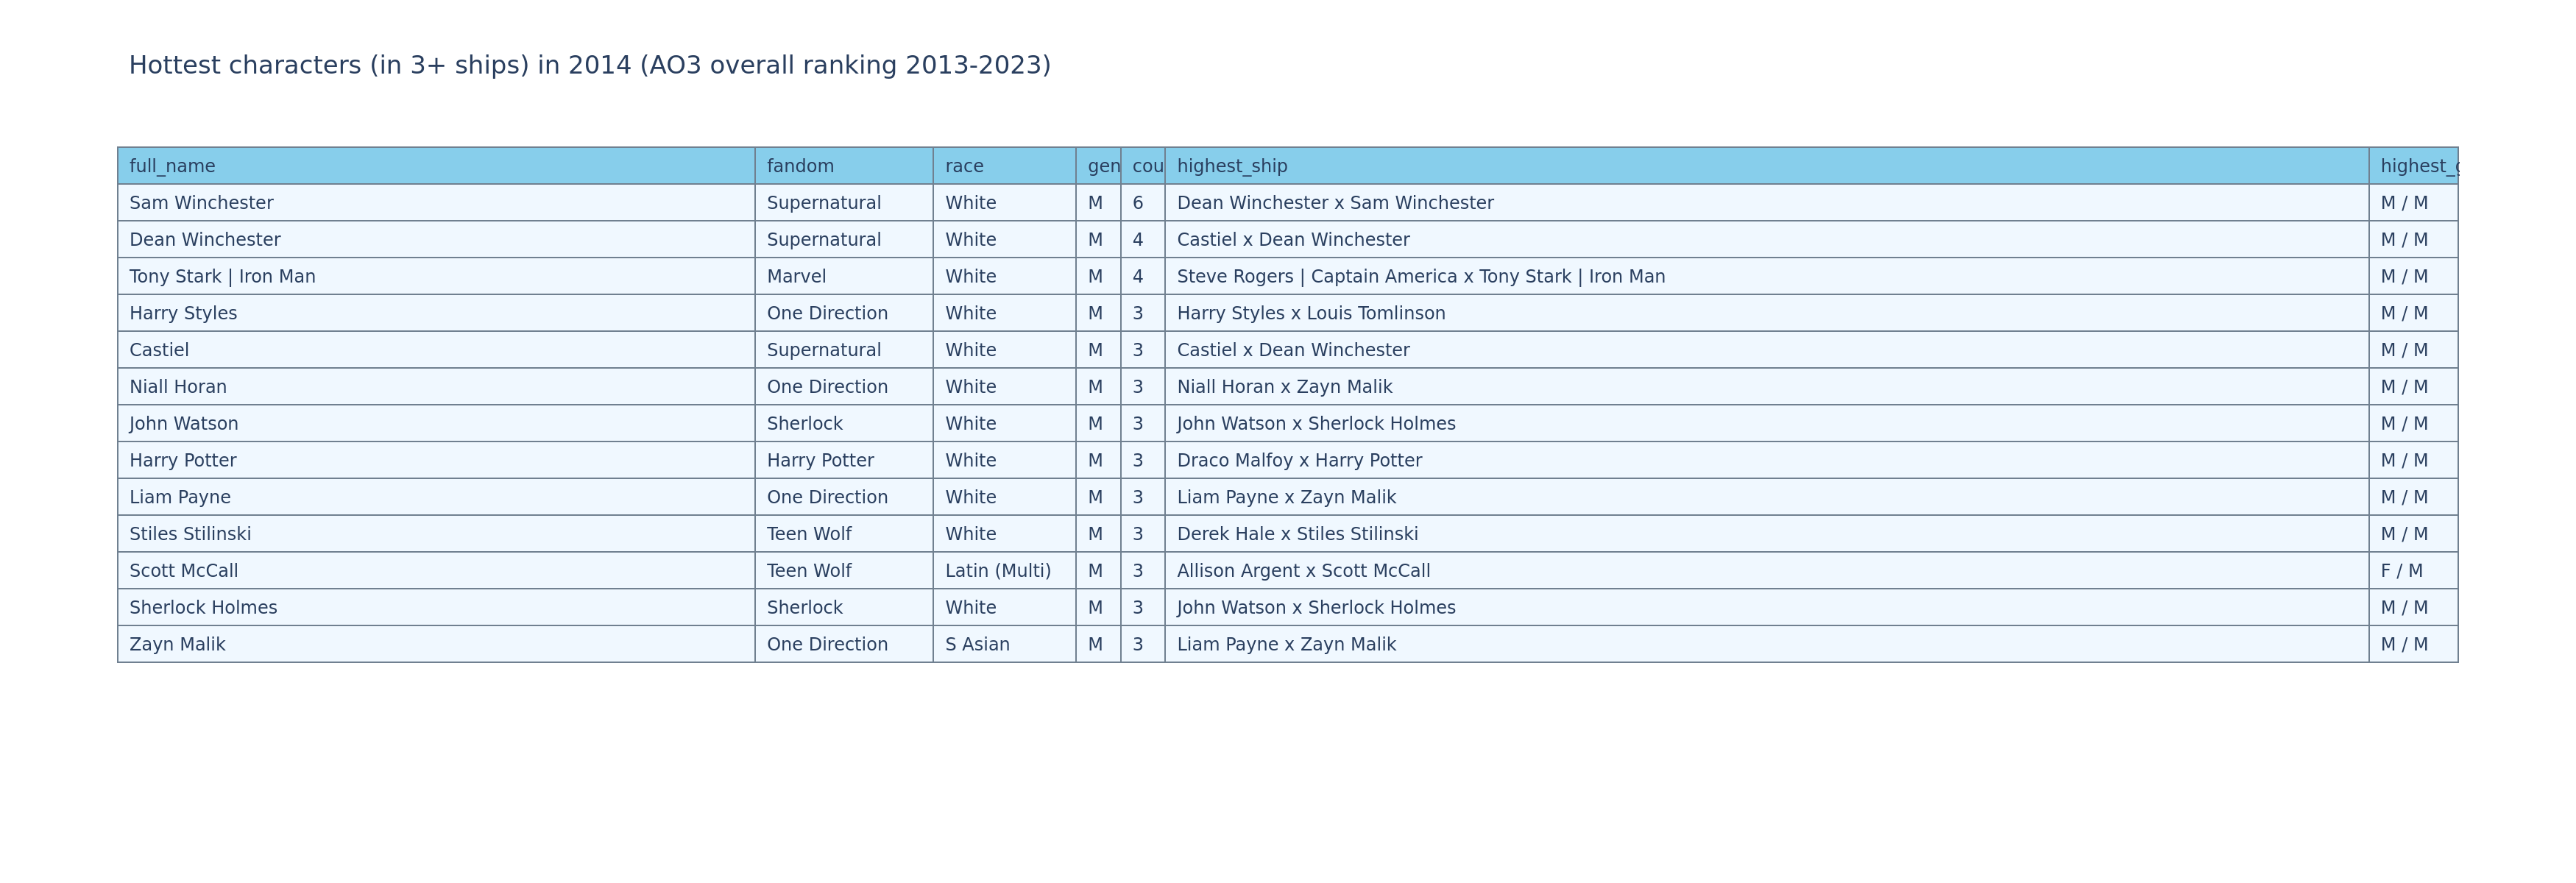 Hottest characters (in 3+ ships) in 2014 (AO3 overall ranking 2013-2023)
full_name fandom race gen cou highest_ship highest_g
Sam Winchester Supernatural White M 6 Dean Winchester x Sam Winchester M / M
Dean Winchester Supernatural White M 4 Castiel x Dean Winchester M / M
Tony Stark | Iron Man Marvel White M 4 Steve Rogers | Captain America x Tony Stark | Iron Man M / M
Harry Styles One Direction White M 3 Harry Styles x Louis Tomlinson M / M
Castiel Supernatural White M 3 Castiel x Dean Winchester M / M
Niall Horan One Direction White M 3 Niall Horan x Zayn Malik M / M
John Watson Sherlock White M 3 John Watson x Sherlock Holmes M / M
Harry Potter Harry Potter White M 3 Draco Malfoy x Harry Potter M / M
Liam Payne One Direction White M 3 Liam Payne x Zayn Malik M / M
Stiles Stilinski Teen Wolf White M 3 Derek Hale x Stiles Stilinski M / M
Scott McCall Teen Wolf Latin (Multi) M 3 Allison Argent x Scott McCall F / M
Sherlock Holmes Sherlock White M 3 John Watson x Sherlock Holmes M / M
Zayn Malik One Direction S Asian M 3 Liam Payne x Zayn Malik M / M